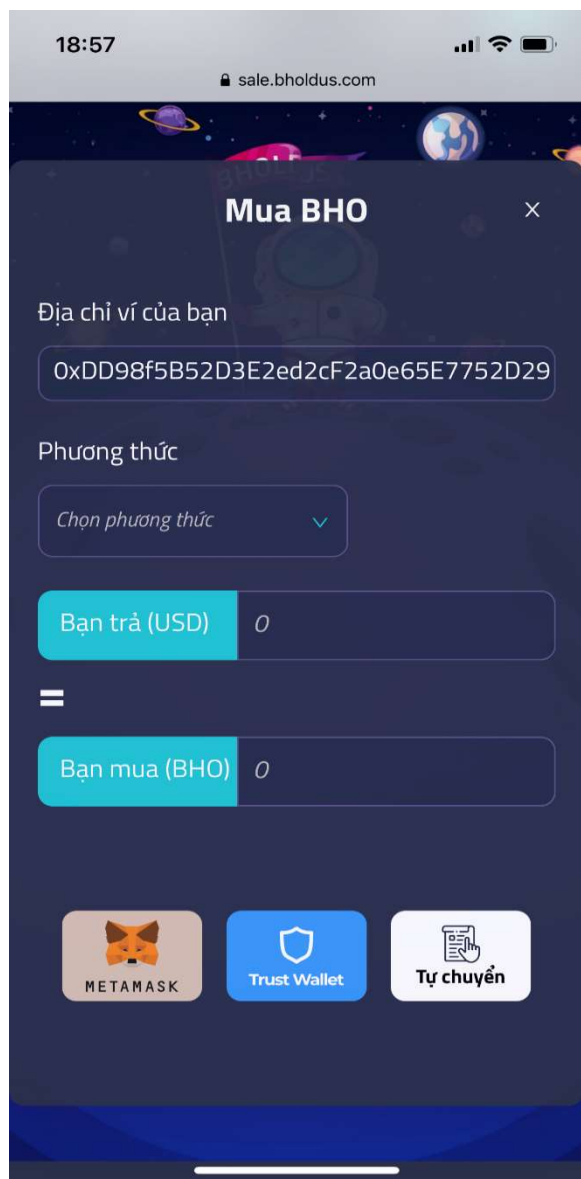 18:57
sale.bholdus.com
Mua BHO
Địa chỉ ví của bạn
0xDD98f5B52D3E2ed2cF2a0e65E7752D29
Phương thức
Chọn phương thức
Bạn trả (USD) 0
=
Bạn mua (BHO) 0
METAMASK
Trust Wallet
Tự chuyển